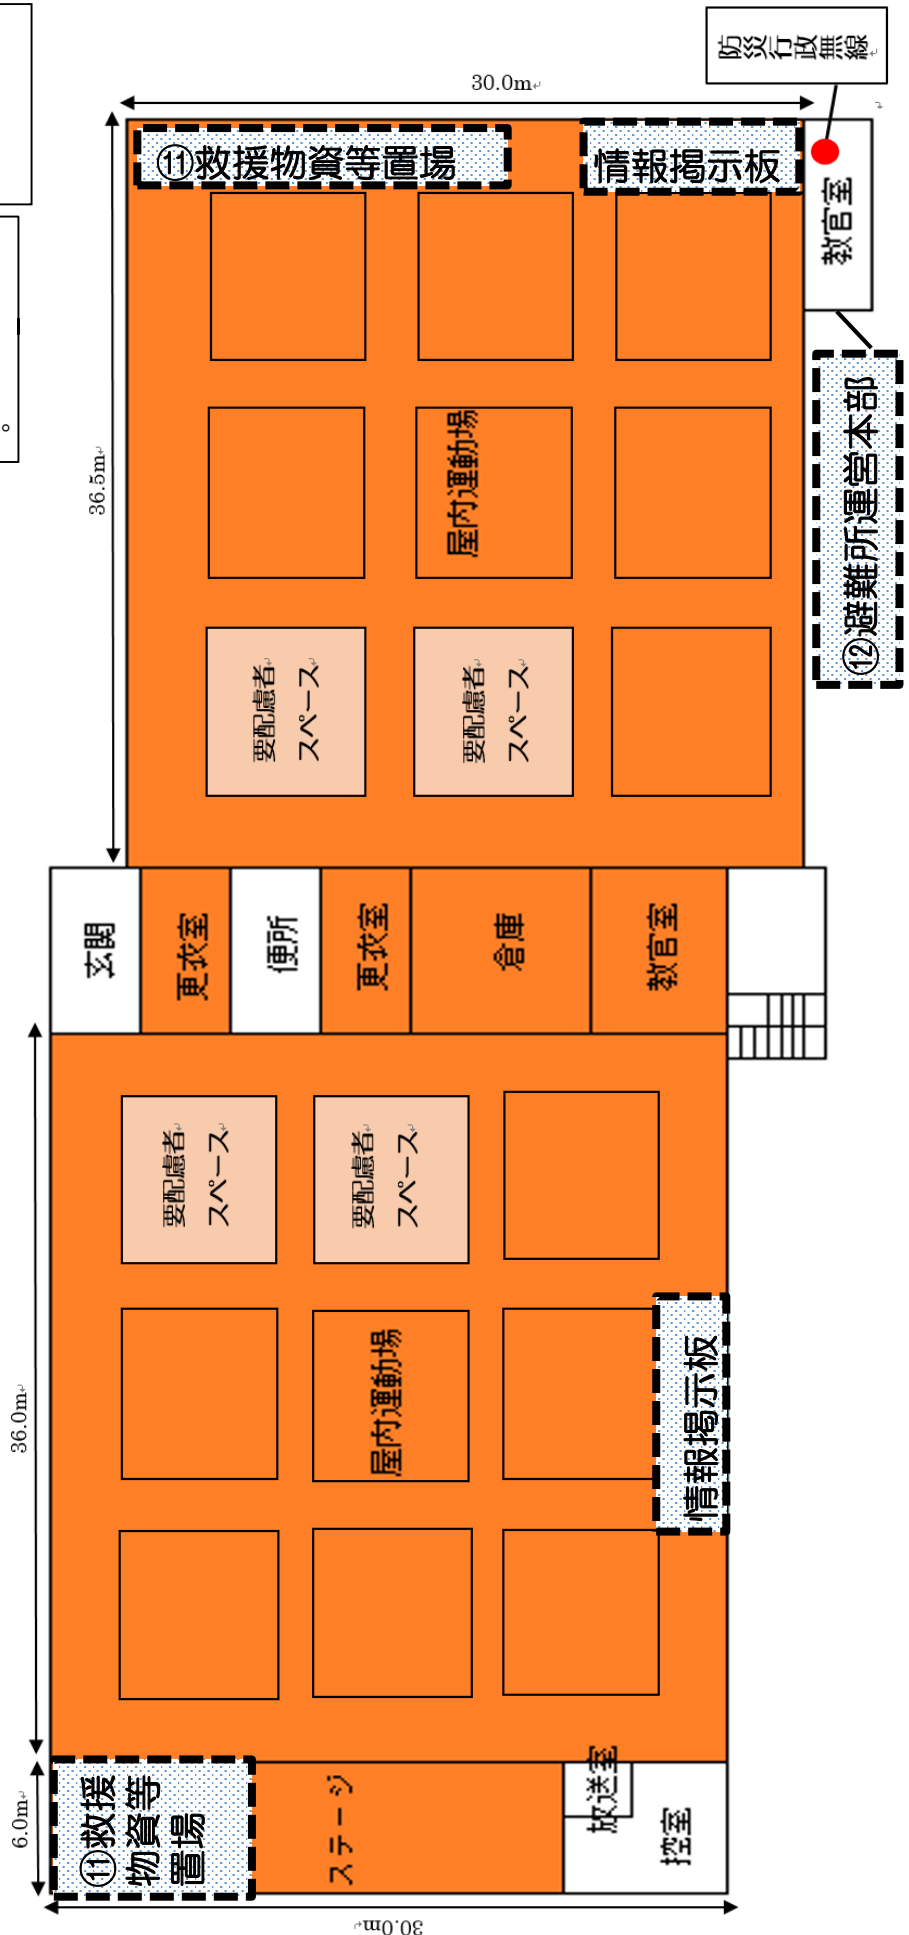 防災行政無線
30.0m
⑪救援物資等置場
情報掲示板
教官室
36.5m
屋内運動場
⑫避難所運営本部
要配慮者
スペース
要配慮者
スペース
玄関
更衣室
便所
更衣室
倉庫
教官室
要配慮者
スペース
要配慮者
スペース
36.0m
屋内運動場
情報掲示板
6.0m
⑪救援
物資等
置場
ステージ
放送室
控室
30.0m
。